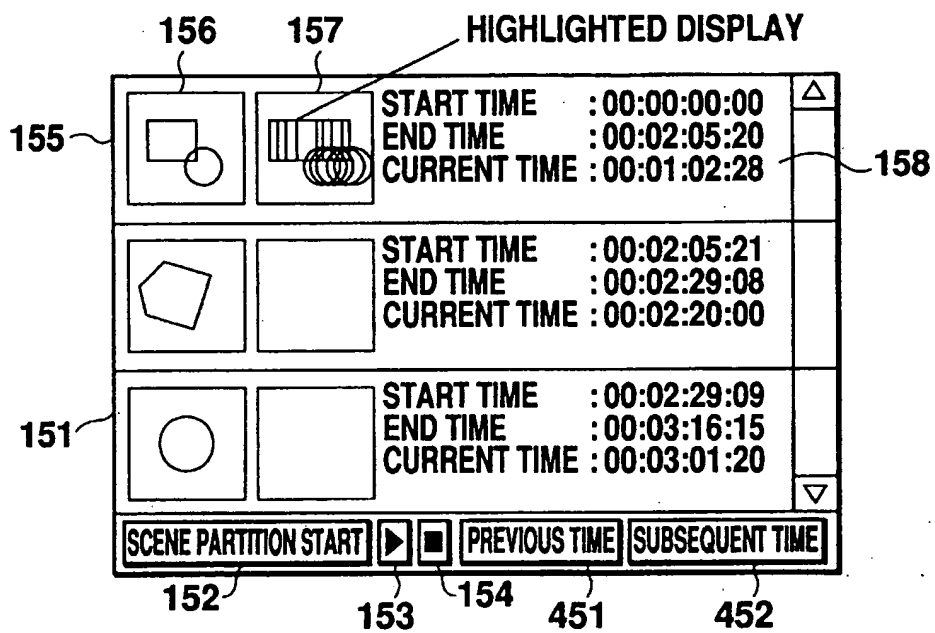 156 157 HIGHLIGHTED DISPLAY
155
START TIME :00:00:00:00
END TIME :00:02:05:20
CURRENT TIME :00:01:02:28
158
START TIME :00:02:05:21
END TIME :00:02:29:08
CURRENT TIME :00:02:20:00
151
START TIME :00:02:29:09
END TIME :00:03:16:15
CURRENT TIME :00:03:01:20
SCENE PARTITION START PREVIOUS TIME SUBSEQUENT TIME
152 153 154 451 452